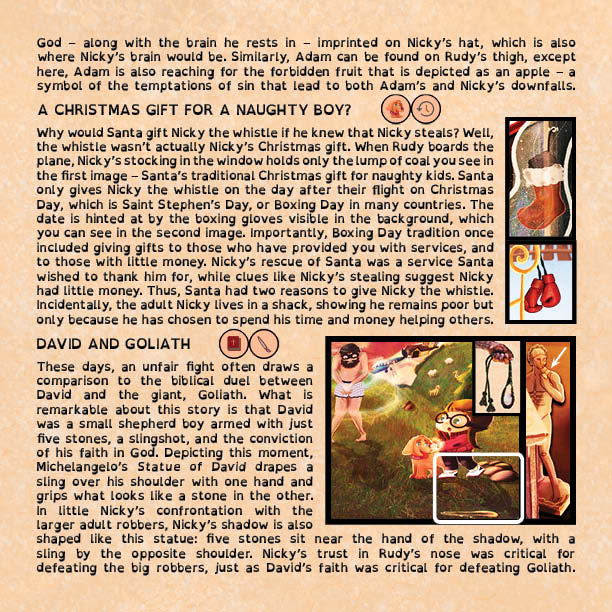 God – along with the brain he rests in – imprinted on Nicky's hat, which is also
where Nicky's brain would be. Similarly, Adam can be found on Rudy's thigh, except
here, Adam is also reaching for the forbidden fruit that is depicted as an apple – a
symbol of the temptations of sin that lead to both Adam's and Nicky's downfalls.
A CHRISTMAS GIFT FOR A NAUGHTY BOY?
Why would Santa gift Nicky the whistle if he knew that Nicky steals? Well,
the whistle wasn't actually Nicky's Christmas gift. When Rudy boards the
plane, Nicky's stocking in the window holds only the lump of coal you see in
the first image – Santa's traditional Christmas gift for naughty kids. Santa
only gives Nicky the whistle on the day after their flight on Christmas
Day, which is Saint Stephen's Day, or Boxing Day in many countries. The
date is hinted at by the boxing gloves visible in the background, which
you can see in the second image. Importantly, Boxing Day tradition once
included giving gifts to those who have provided you with services, and
to those with little money. Nicky's rescue of Santa was a service Santa
wished to thank him for, while clues like Nicky's stealing suggest Nicky
had little money. Thus, Santa had two reasons to give Nicky the whistle.
Incidentally, the adult Nicky lives in a shack, showing he remains poor but
only because he has chosen to spend his time and money helping others.
DAVID AND GOLIATH
These days, an unfair fight often draws a
comparison to the biblical duel between
David and the giant, Goliath. What is
remarkable about this story is that David
was a small shepherd boy armed with just
five stones, a slingshot, and the conviction
of his faith in God. Depicting this moment,
Michelangelo's Statue of David drapes a
sling over his shoulder with one hand and
grips what looks like a stone in the other.
In little Nicky's confrontation with the
larger adult robbers, Nicky's shadow is also
shaped like this statue: five stones sit near the hand of the shadow, with a
sling by the opposite shoulder. Nicky's trust in Rudy's nose was critical for
defeating the big robbers, just as David's faith was critical for defeating Goliath.